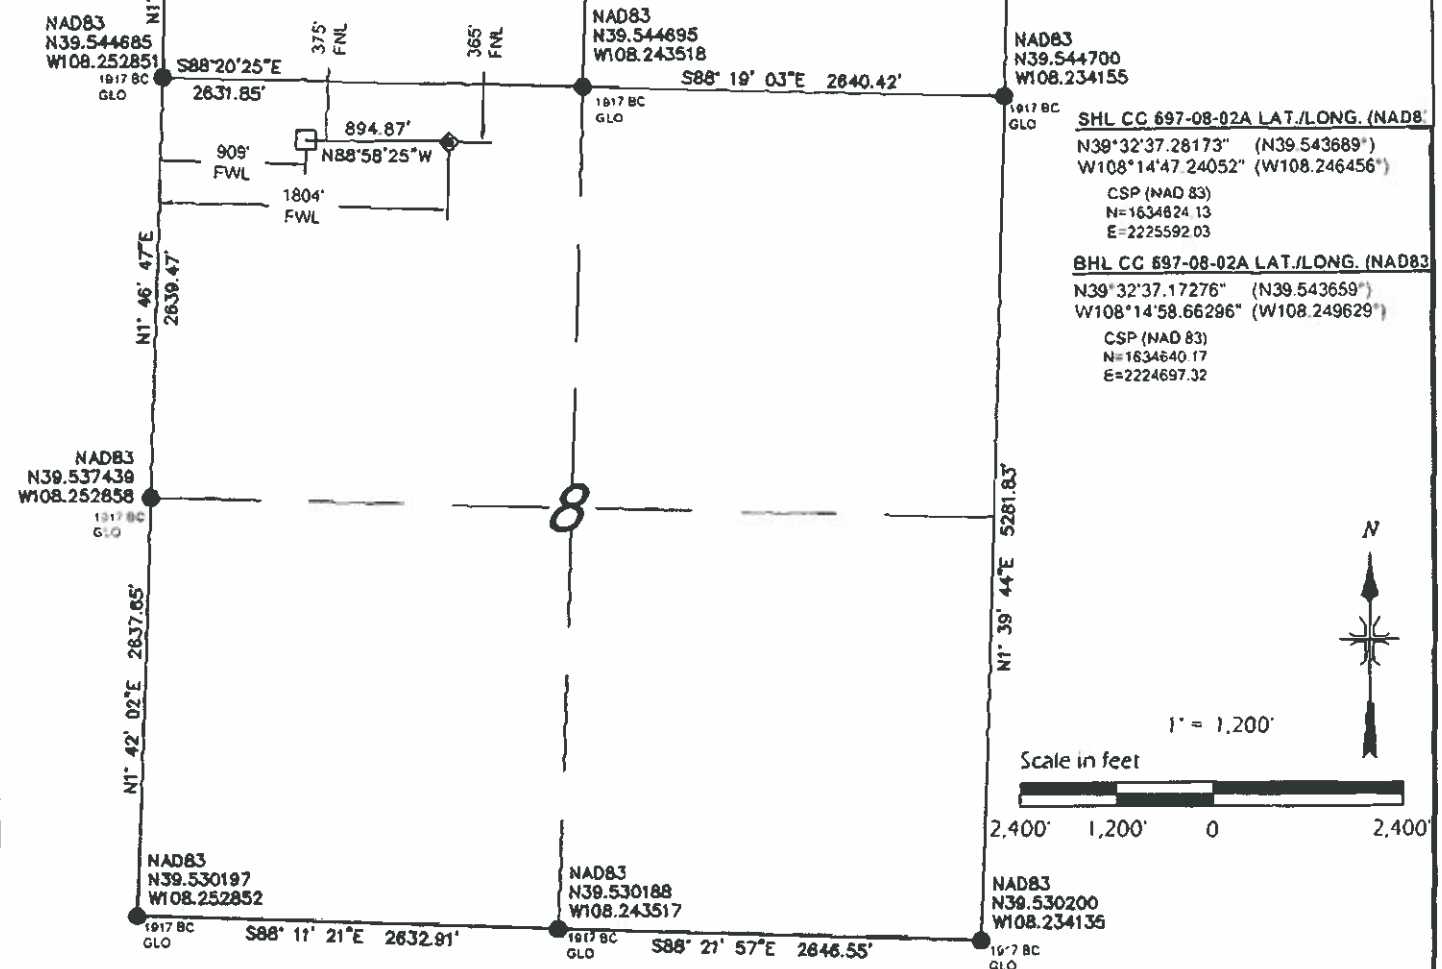 NAD83
N39.544685
W108.252851
1917 BC
GLO
N1°
S88°20'25"E
2631.85'
375'
FNL
365'
FNL
NAD83
N39.544695
W108.243518
1917 BC
GLO
S88° 19' 03"E 2640.42'
NAD83
N39.544700
W108.234155
1917 BC
GLO
894.87'
N88°58'25"W
909'
FWL
1804'
FWL
SHL CC 697-08-02A LAT./LONG. (NAD8
N39°32'37.28173" (N39.543689°)
W108°14'47.24052" (W108.246456°)
CSP (NAD 83)
N=1634624.13
E=2225592.03
BHL CC 697-08-02A LAT./LONG. (NAD83
N39°32'37.17276" (N39.543659°)
W108°14'58.66296" (W108.249629°)
CSP (NAD 83)
N=1634640.17
E=2224697.32
N1° 46' 47"E
2639.47'
NAD83
N39.537439
W108.252858
1917 BC
GLO
8
N1° 39' 44"E 5281.83'
N1° 42' 02"E 2637.65'
N
1" = 1,200'
Scale in feet
2,400' 1,200' 0 2,400'
NAD83
N39.530197
W108.252852
1917 BC
GLO
S88° 11' 21"E 2632.91'
NAD83
N39.530188
W108.243517
1917 BC
GLO
S88° 21' 57"E 2646.55'
NAD83
N39.530200
W108.234135
1917 BC
GLO